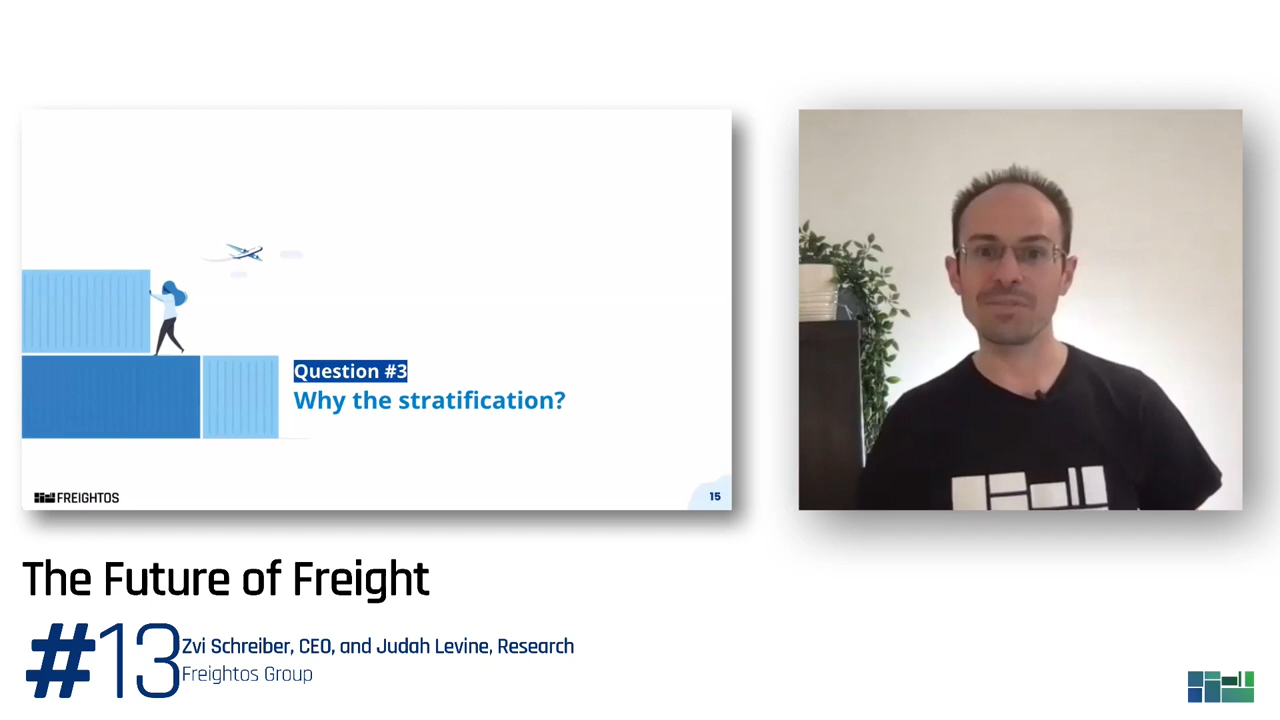 Question #3
Why the stratification?
FREIGHTOS
15
The Future of Freight
#13
Zvi Schreiber, CEO, and Judah Levine, Research
Freightos Group